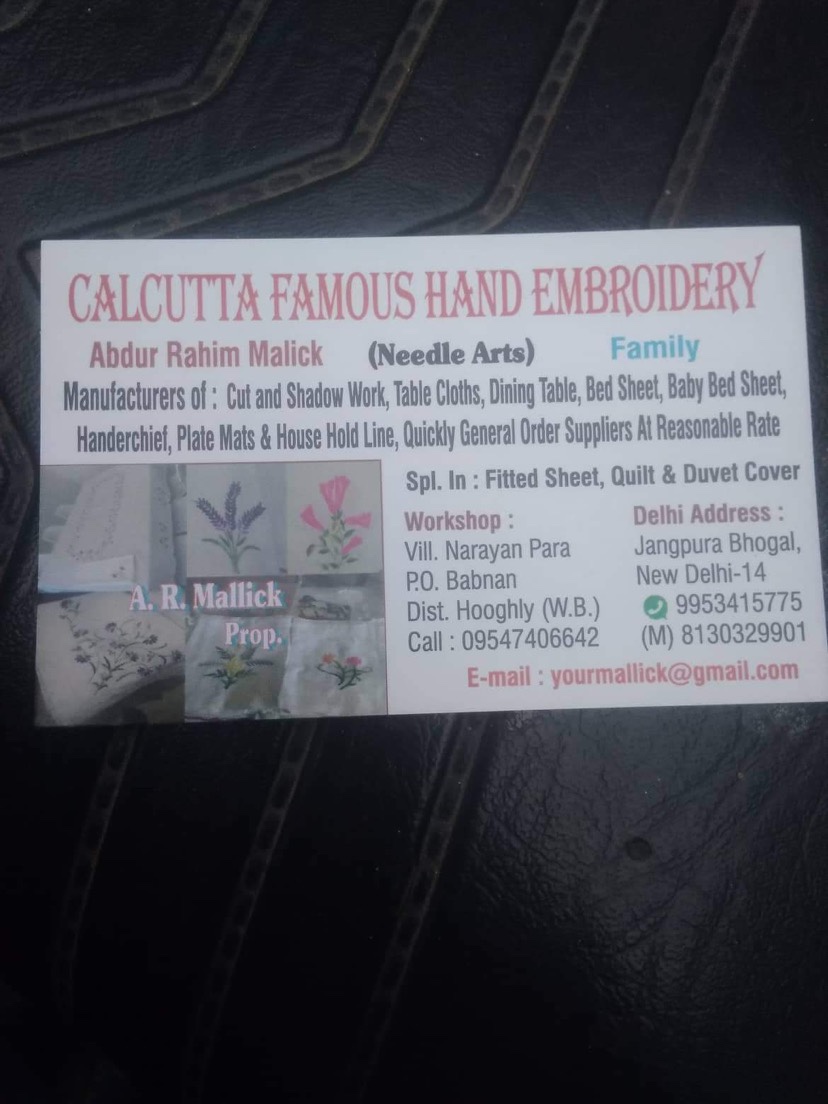 CALCUTTA FAMOUS HAND EMBROIDERY
Abdur Rahim Malick (Needle Arts) Family
Manufacturers of : Cut and Shadow Work, Table Cloths, Dining Table, Bed Sheet, Baby Bed Sheet,
Handerchief, Plate Mats & House Hold Line, Quickly General Order Suppliers At Reasonable Rate
A. R. Mallick
Prop.
Spl. In : Fitted Sheet, Quilt & Duvet Cover
Workshop :
Vill. Narayan Para
P.O. Babnan
Dist. Hooghly (W.B.)
Call : 09547406642
Delhi Address :
Jangpura Bhogal,
New Delhi-14
9953415775
(M) 8130329901
E-mail : yourmallick@gmail.com